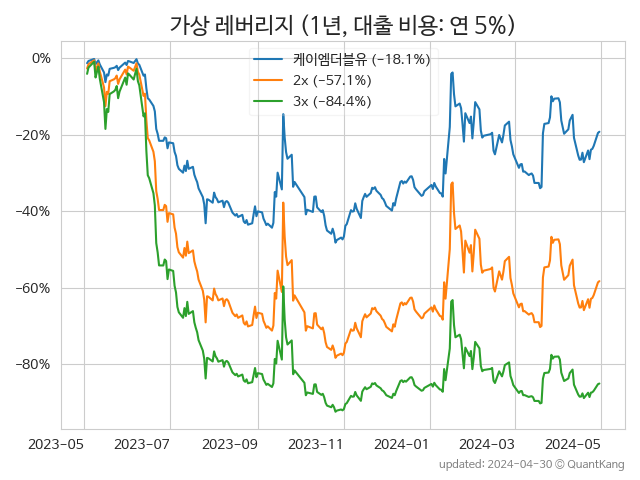 가상 레버리지 (1년, 대출 비용: 연 5%)
케이엠더블유 (−18.1%)
2x (−57.1%)
3x (−84.4%)
0%
−20%
−40%
−60%
−80%
2023-05 2023-07 2023-09 2023-11 2024-01 2024-03 2024-05
updated: 2024-04-30 © QuantKang